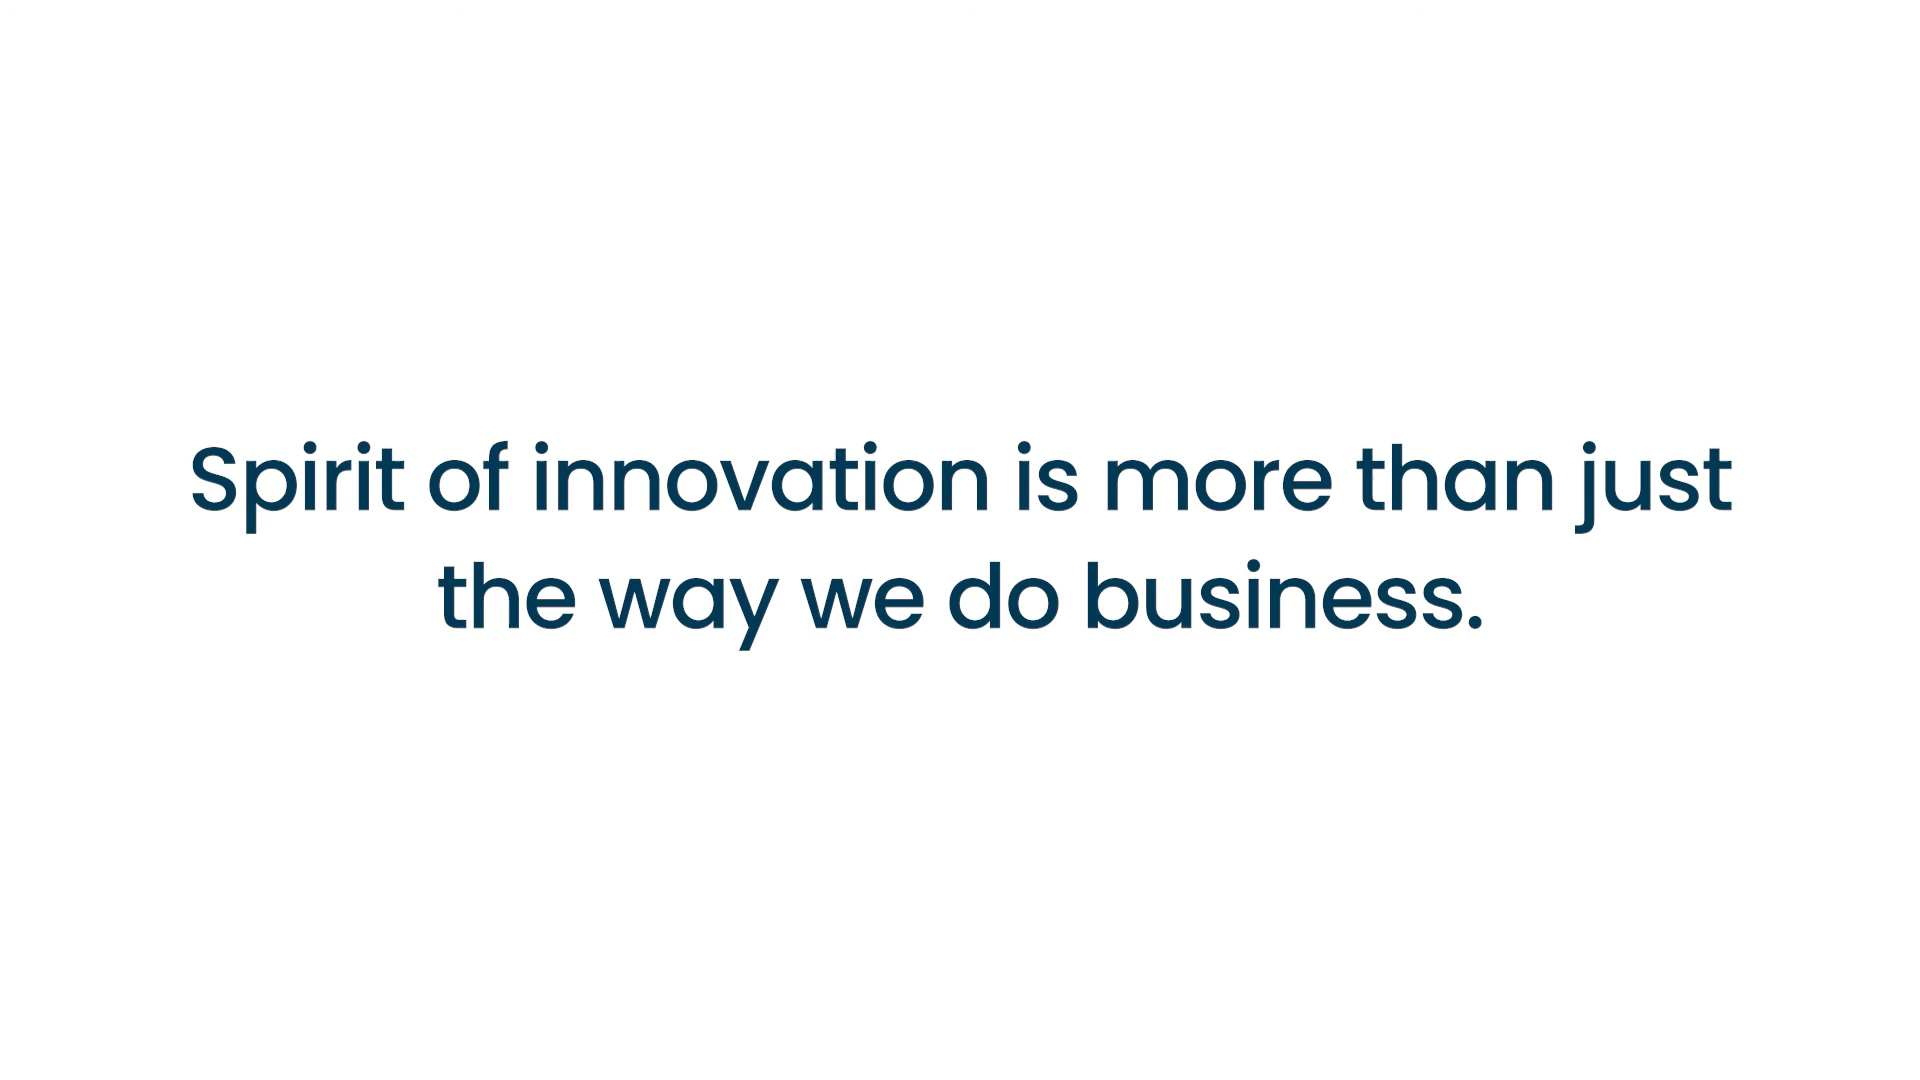 Spirit of innovation is more than just
the way we do business.